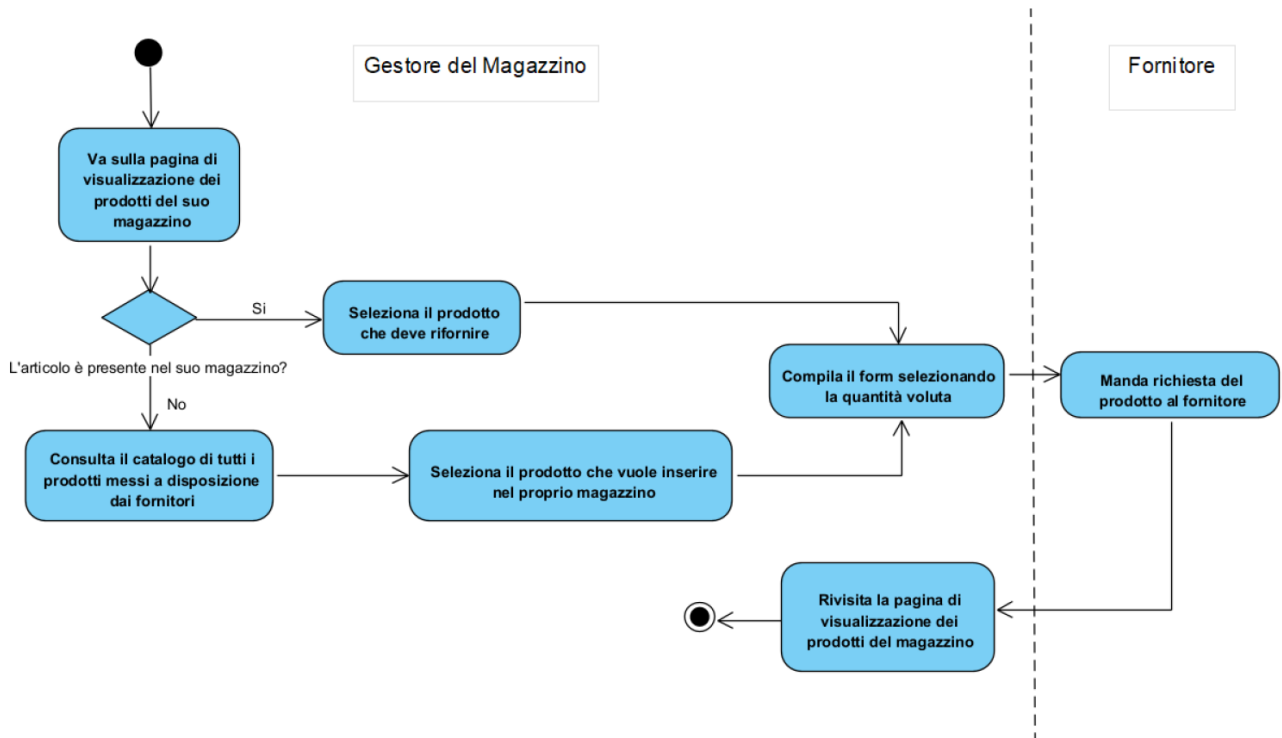 Gestore del Magazzino
Fornitore
Va sulla pagina di
visualizzazione dei
prodotti del suo
magazzino
Si
Seleziona il prodotto
che deve rifornire
L'articolo è presente nel suo magazzino?
No
Compila il form selezionando
la quantità voluta
Manda richiesta del
prodotto al fornitore
Consulta il catalogo di tutti i
prodotti messi a disposizione
dai fornitori
Seleziona il prodotto che vuole inserire
nel proprio magazzino
Rivisita la pagina di
visualizzazione dei
prodotti del magazzino